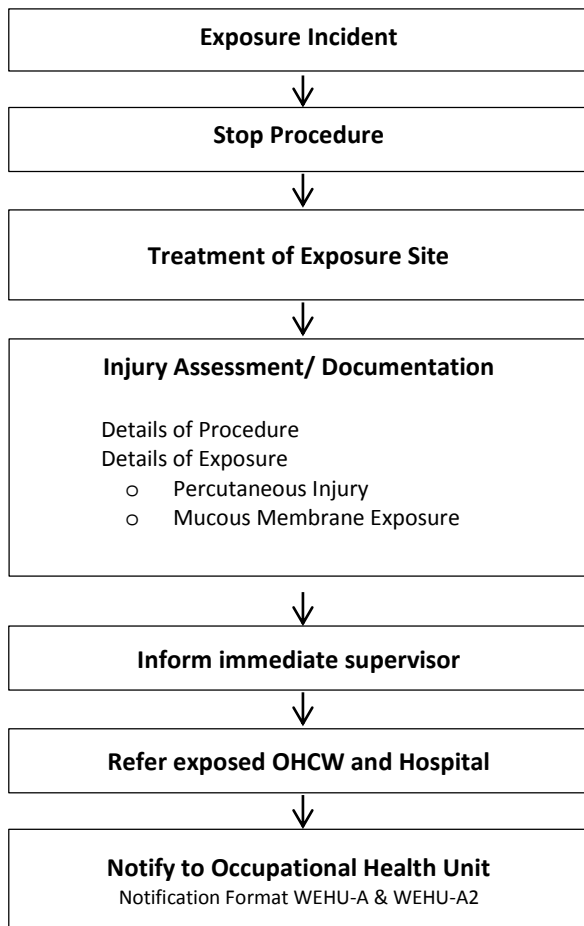 Exposure Incident
Stop Procedure
Treatment of Exposure Site
Injury Assessment/ Documentation
Details of Procedure
Details of Exposure
o Percutaneous Injury
o Mucous Membrane Exposure
Inform immediate supervisor
Refer exposed OHCW and Hospital
Notify to Occupational Health Unit
Notification Format WEHU-A & WEHU-A2